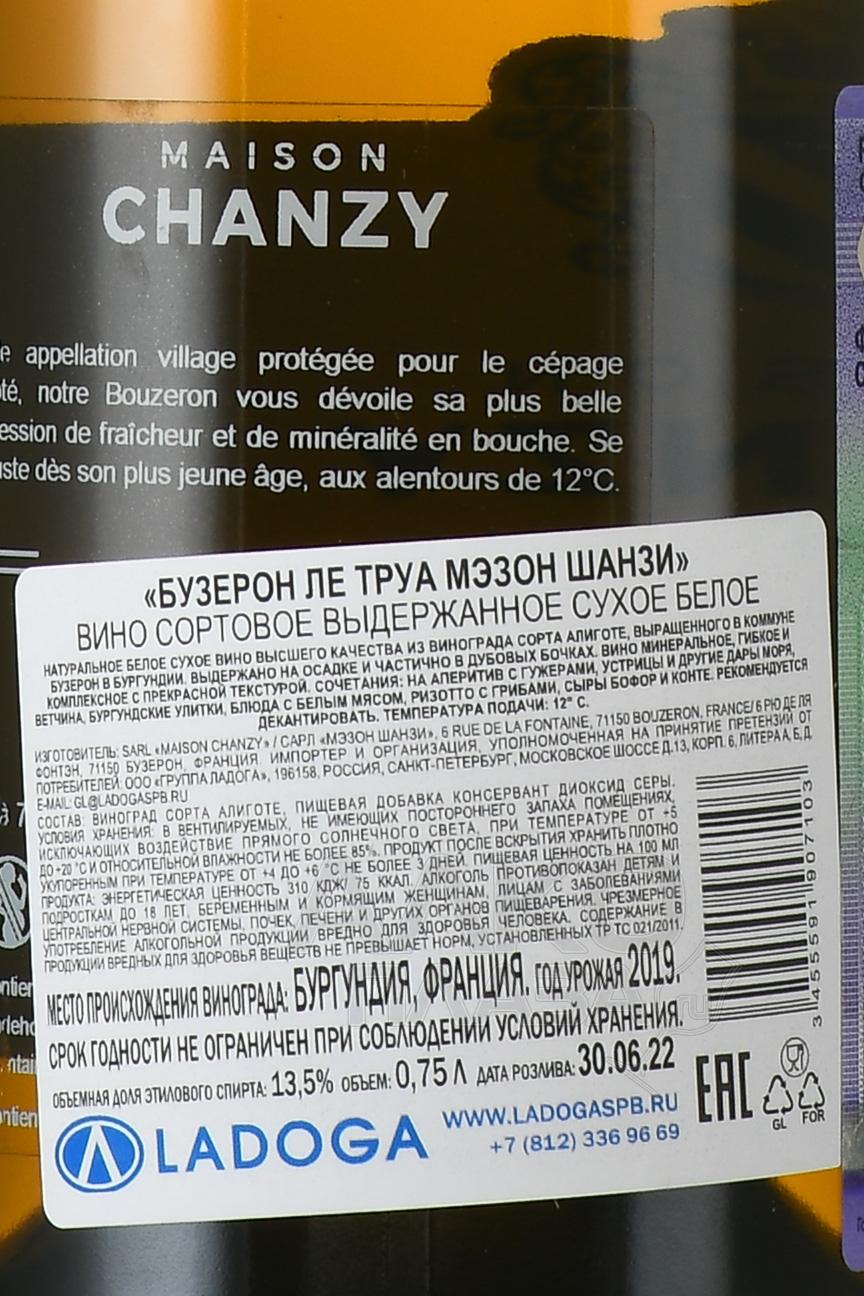 MAISON
CHANZY
appellation village protégée pour le cépage
notre Bouzeron vous dévoile sa plus belle
de fraîcheur et de minéralité en bouche. Se
dès son plus jeune âge, aux alentours de 12°C.
«БУЗЕРОН ЛЕ ТРУА МЭЗОН ШАНЗИ»
ВИНО СОРТОВОЕ ВЫДЕРЖАННОЕ СУХОЕ БЕЛОЕ
НАТУРАЛЬНОЕ БЕЛОЕ СУХОЕ ВИНО ВЫСШЕГО КАЧЕСТВА ИЗ ВИНОГРАДА СОРТА АЛИГОТЕ, ВЫРАЩЕННОГО В КОММУНЕ
БУЗЕРОН В БУРГУНДИИ. ВЫДЕРЖАНО НА ОСАДКЕ И ЧАСТИЧНО В ДУБОВЫХ БОЧКАХ. ВИНО МИНЕРАЛЬНОЕ, ГИБКОЕ И
КОМПЛЕКСНОЕ С ПРЕКРАСНОЙ ТЕКСТУРОЙ. СОЧЕТАНИЯ: НА АПЕРИТИВ С ГУЖЕРАМИ, УСТРИЦЫ И ДРУГИЕ ДАРЫ МОРЯ,
ВЕТЧИНА, БУРГУНДСКИЕ УЛИТКИ, БЛЮДА С БЕЛЫМ МЯСОМ, РИЗОТТО С ГРИБАМИ, СЫРЫ БОФОР И КОНТЕ. РЕКОМЕНДУЕТСЯ
ДЕКАНТИРОВАТЬ. ТЕМПЕРАТУРА ПОДАЧИ: 12° С.
ИЗГОТОВИТЕЛЬ: SARL «MAISON CHANZY» / САРЛ «МЭЗОН ШАНЗИ», 6 RUE DE LA FONTAINE, 71150 BOUZERON, FRANCE/ 6 РЮ ДЕ ЛЯ
ФОНТЭН, 71150 БУЗЕРОН, ФРАНЦИЯ. ИМПОРТЕР И ОРГАНИЗАЦИЯ, УПОЛНОМОЧЕННАЯ НА ПРИНЯТИЕ ПРЕТЕНЗИЙ ОТ
ПОТРЕБИТЕЛЕЙ: ООО «ГРУППА ЛАДОГА», 196158, РОССИЯ, САНКТ-ПЕТЕРБУРГ, МОСКОВСКОЕ ШОССЕ Д.13, КОРП. 6, ЛИТЕРА А, Б, Д.
E-MAIL: GL@LADOGASPB.RU
СОСТАВ: ВИНОГРАД СОРТА АЛИГОТЕ, ПИЩЕВАЯ ДОБАВКА КОНСЕРВАНТ ДИОКСИД СЕРЫ.
УСЛОВИЯ ХРАНЕНИЯ: В ВЕНТИЛИРУЕМЫХ, НЕ ИМЕЮЩИХ ПОСТОРОННЕГО ЗАПАХА ПОМЕЩЕНИЯХ,
ИСКЛЮЧАЮЩИХ ВОЗДЕЙСТВИЕ ПРЯМОГО СОЛНЕЧНОГО СВЕТА, ПРИ ТЕМПЕРАТУРЕ ОТ +5
ДО +20 °С И ОТНОСИТЕЛЬНОЙ ВЛАЖНОСТИ НЕ БОЛЕЕ 85%. ПРОДУКТ ПОСЛЕ ВСКРЫТИЯ ХРАНИТЬ ПЛОТНО
УКУПОРЕННЫМ ПРИ ТЕМПЕРАТУРЕ ОТ +4 ДО +6 °С НЕ БОЛЕЕ 3 ДНЕЙ. ПИЩЕВАЯ ЦЕННОСТЬ НА 100 МЛ
ПРОДУКТА: ЭНЕРГЕТИЧЕСКАЯ ЦЕННОСТЬ 310 КДЖ/ 75 ККАЛ. АЛКОГОЛЬ ПРОТИВОПОКАЗАН ДЕТЯМ И
ПОДРОСТКАМ ДО 18 ЛЕТ, БЕРЕМЕННЫМ И КОРМЯЩИМ ЖЕНЩИНАМ, ЛИЦАМ С ЗАБОЛЕВАНИЯМИ
ЦЕНТРАЛЬНОЙ НЕРВНОЙ СИСТЕМЫ, ПОЧЕК, ПЕЧЕНИ И ДРУГИХ ОРГАНОВ ПИЩЕВАРЕНИЯ. ЧРЕЗМЕРНОЕ
УПОТРЕБЛЕНИЕ АЛКОГОЛЬНОЙ ПРОДУКЦИИ ВРЕДНО ДЛЯ ЗДОРОВЬЯ ЧЕЛОВЕКА. СОДЕРЖАНИЕ В
ПРОДУКЦИИ ВРЕДНЫХ ДЛЯ ЗДОРОВЬЯ ВЕЩЕСТВ НЕ ПРЕВЫШАЕТ НОРМ, УСТАНОВЛЕННЫХ ТР ТС 021/2011.
МЕСТО ПРОИСХОЖДЕНИЯ ВИНОГРАДА: БУРГУНДИЯ, ФРАНЦИЯ. ГОД УРОЖАЯ 2019.
СРОК ГОДНОСТИ НЕ ОГРАНИЧЕН ПРИ СОБЛЮДЕНИИ УСЛОВИЙ ХРАНЕНИЯ.
ОБЪЕМНАЯ ДОЛЯ ЭТИЛОВОГО СПИРТА: 13,5% ОБЪЕМ: 0,75 Л ДАТА РОЗЛИВА: 30.06.22
3 455591 907103
EAC
GL FOR
LADOGA
WWW.LADOGASPB.RU
+7 (812) 336 96 69